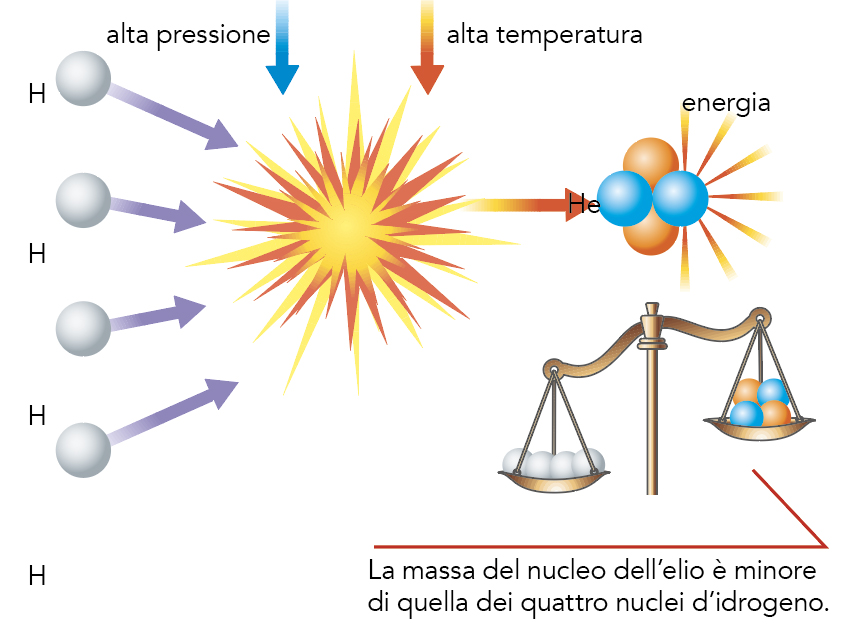 alta pressione
alta temperatura
H
energia
He
H
H
H
La massa del nucleo dell'elio è minore
di quella dei quattro nuclei d'idrogeno.